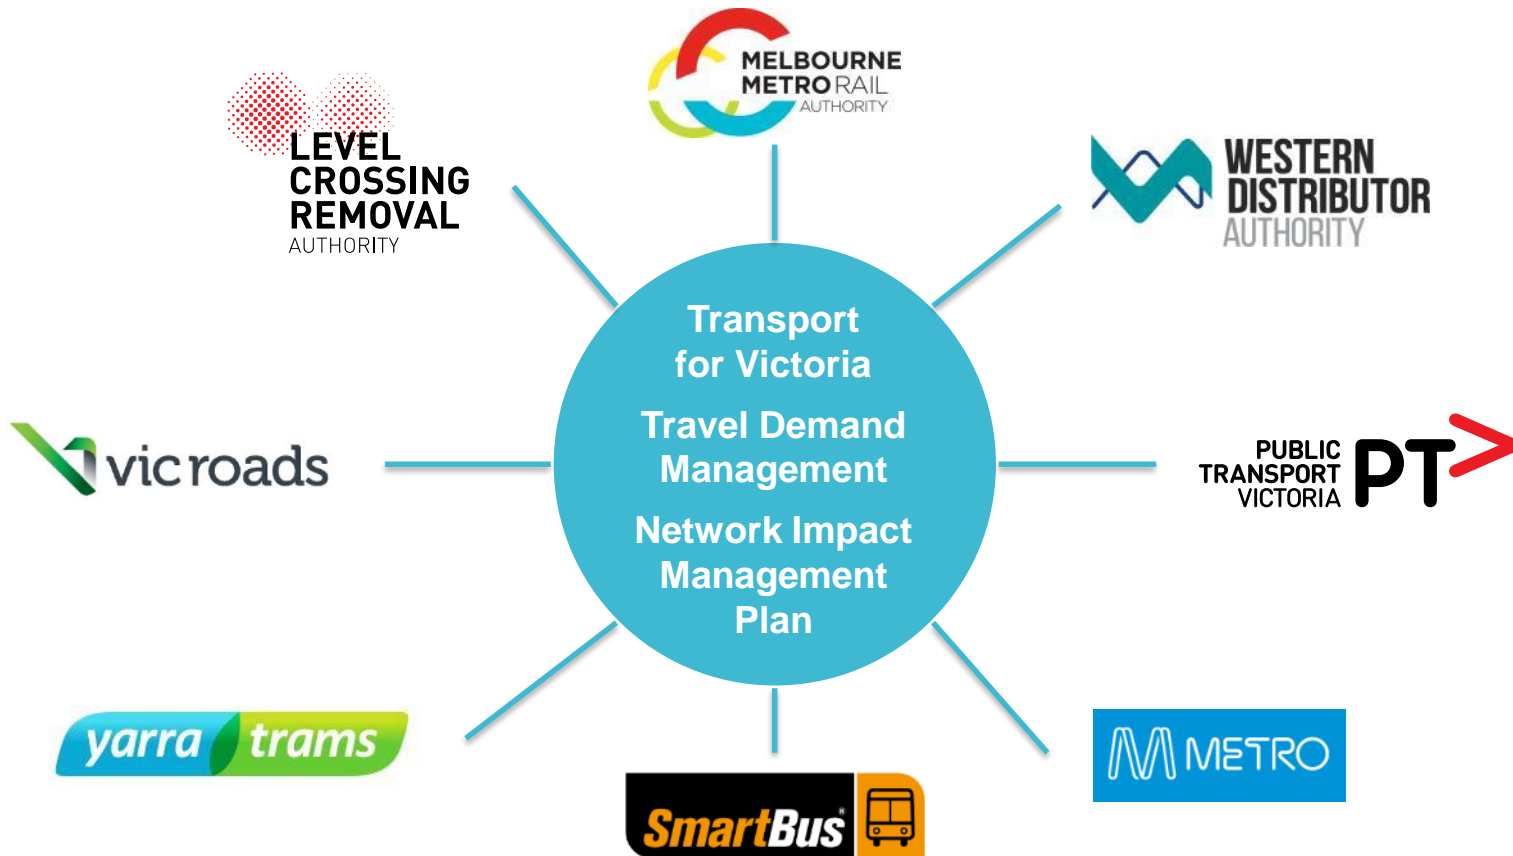 MELBOURNE
METRO RAIL
AUTHORITY
LEVEL
CROSSING
REMOVAL
AUTHORITY
WESTERN
DISTRIBUTOR
AUTHORITY
Transport
for Victoria
Travel Demand
Management
Network Impact
Management
Plan
vicroads
PUBLIC
TRANSPORT
VICTORIA
PT>
yarra trams
SmartBus®
METRO